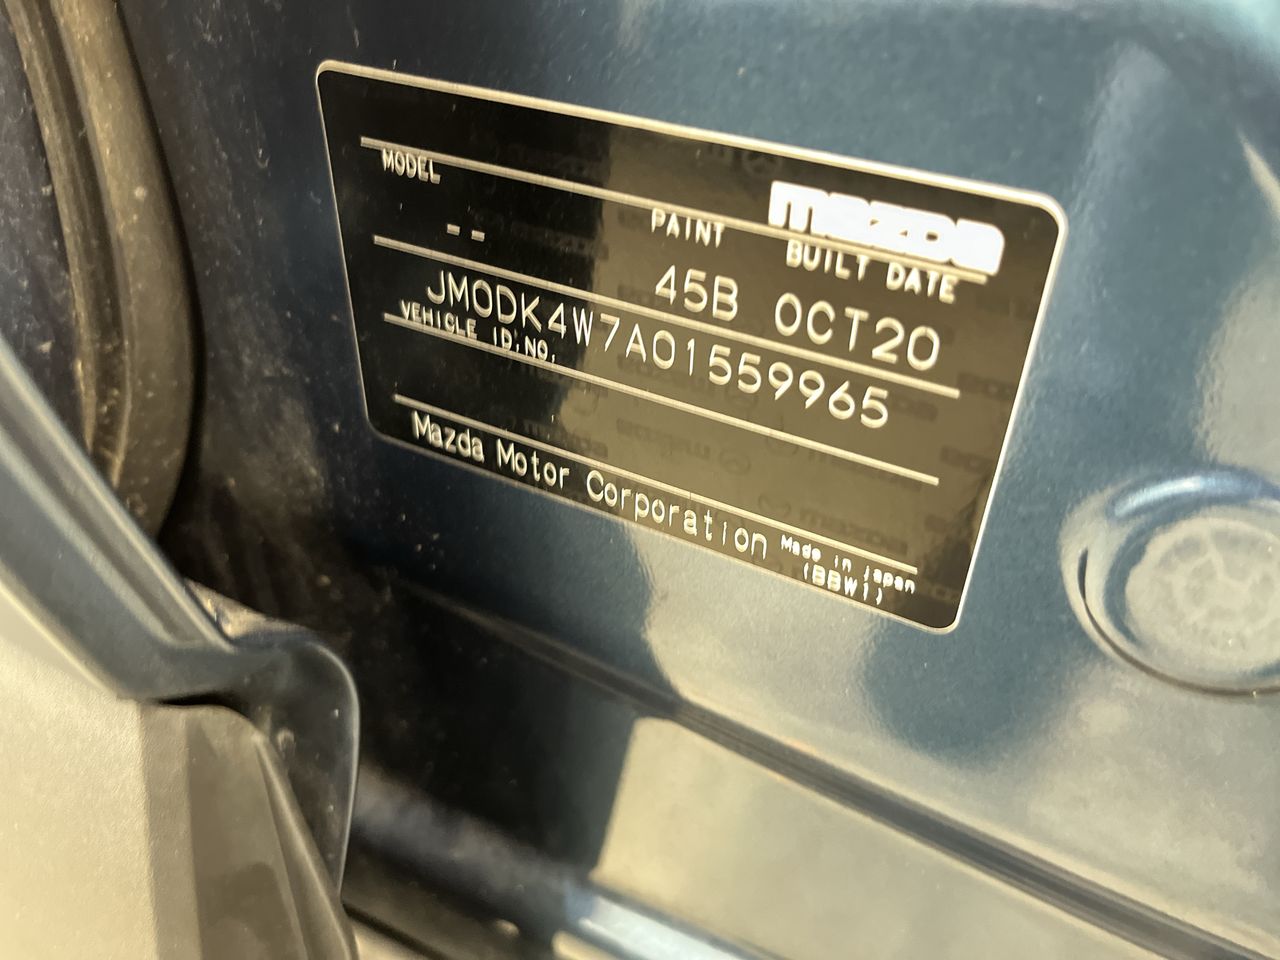 mazda
MODEL PAINT BUILT DATE
-- 45B OCT20
JM0DK4W7A01559965
VEHICLE ID.NO.
Mazda Motor Corporation Made in japan
(BBW1)